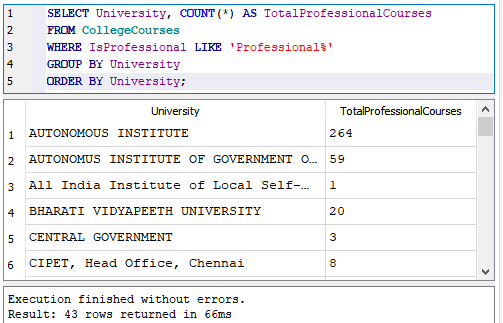 1 SELECT University, COUNT(*) AS TotalProfessionalCourses
2 FROM CollegeCourses
3 WHERE IsProfessional LIKE 'Professional%'
4 GROUP BY University
5 ORDER BY University;
University TotalProfessionalCourses
1 AUTONOMOUS INSTITUTE 264
2 AUTONOMUS INSTITUTE OF GOVERNMENT O… 59
3 All India Institute of Local Self-… 1
4 BHARATI VIDYAPEETH UNIVERSITY 20
5 CENTRAL GOVERNMENT 3
6 CIPET, Head Office, Chennai 8
Execution finished without errors.
Result: 43 rows returned in 66ms